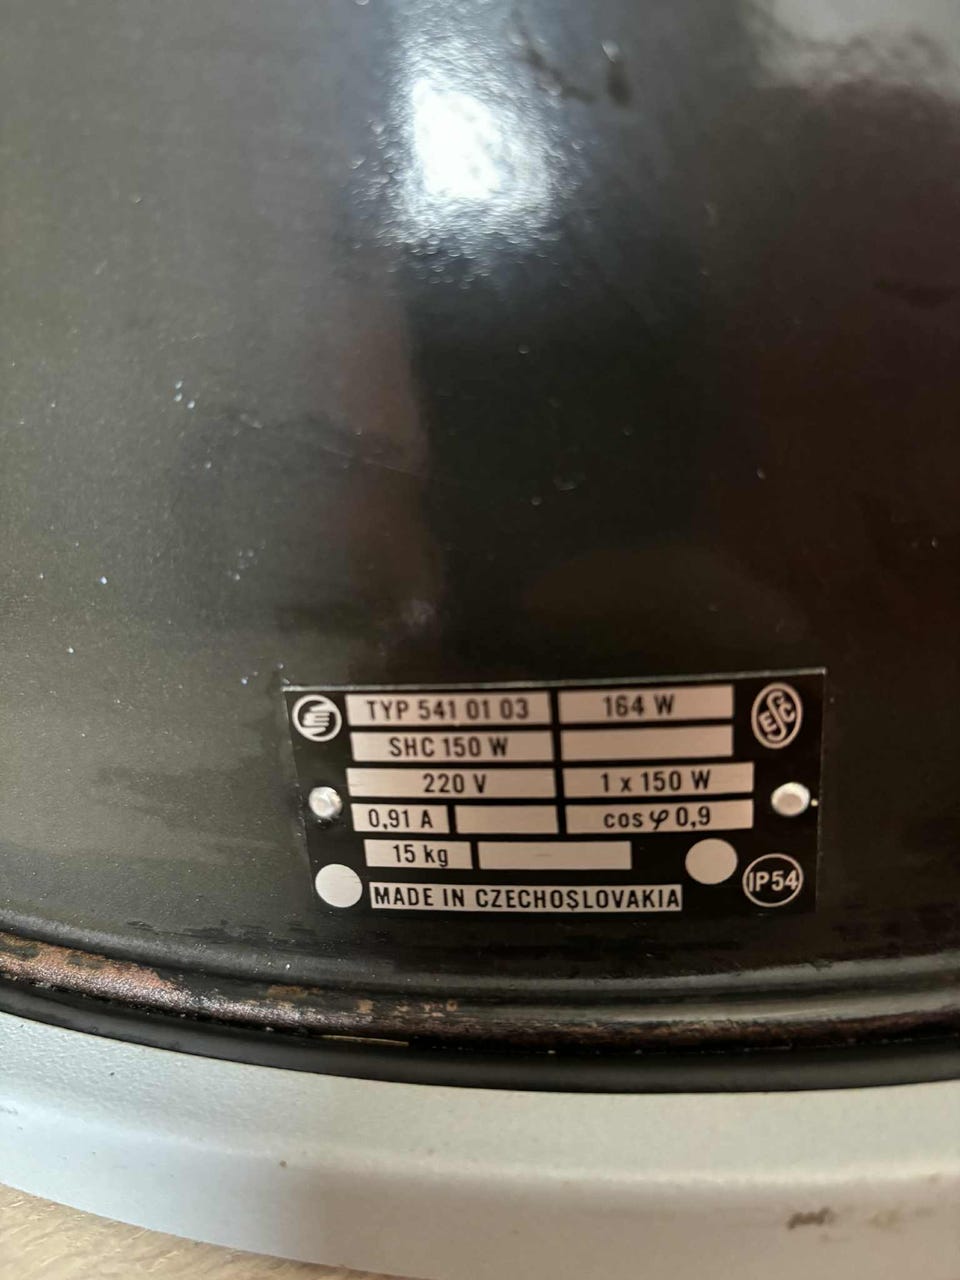 TYP 541 01 03 164 W ESČ
SHC 150 W
220 V 1 x 150 W
0,91 A cos φ 0,9
15 kg
IP54
MADE IN CZECHOSLOVAKIA